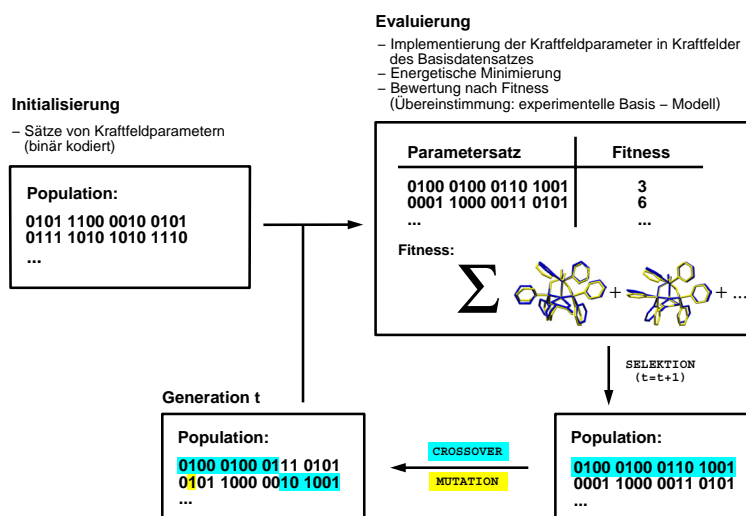 Initialisierung
– Sätze von Kraftfeldparametern
(binär kodiert)
Population:
0101 1100 0010 0101
0111 1010 1010 1110
...
Evaluierung
– Implementierung der Kraftfeldparameter in Kraftfelder
des Basisdatensatzes
– Energetische Minimierung
– Bewertung nach Fitness
(Übereinstimmung: experimentelle Basis – Modell)
Parametersatz Fitness
0100 0100 0110 1001 3
0001 1000 0011 0101 6
... ...
Fitness:
∑ + + ...
SELEKTION
(t=t+1)
Population:
0100 0100 0110 1001
0001 1000 0011 0101
...
CROSSOVER
MUTATION
Generation t
Population:
0100 0100 0111 0101
0101 1000 0010 1001
...